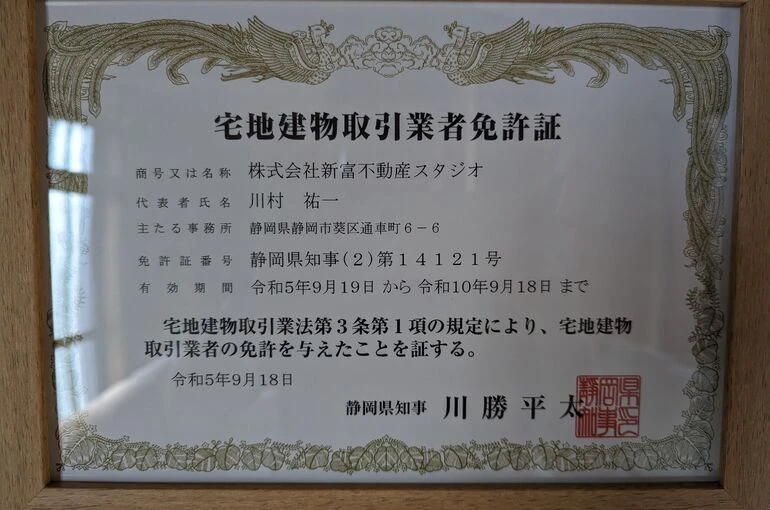 宅地建物取引業者免許証
商号又は名称 株式会社新富不動産スタジオ
代表者氏名 川村 祐一
主たる事務所 静岡県静岡市葵区通車町6-6
免許証番号 静岡県知事(2)第14121号
有効期間 令和5年9月19日 から 令和10年9月18日 まで
宅地建物取引業法第3条第1項の規定により、宅地建物
取引業者の免許を与えたことを証する。
令和5年9月18日
静岡県知事 川勝平太